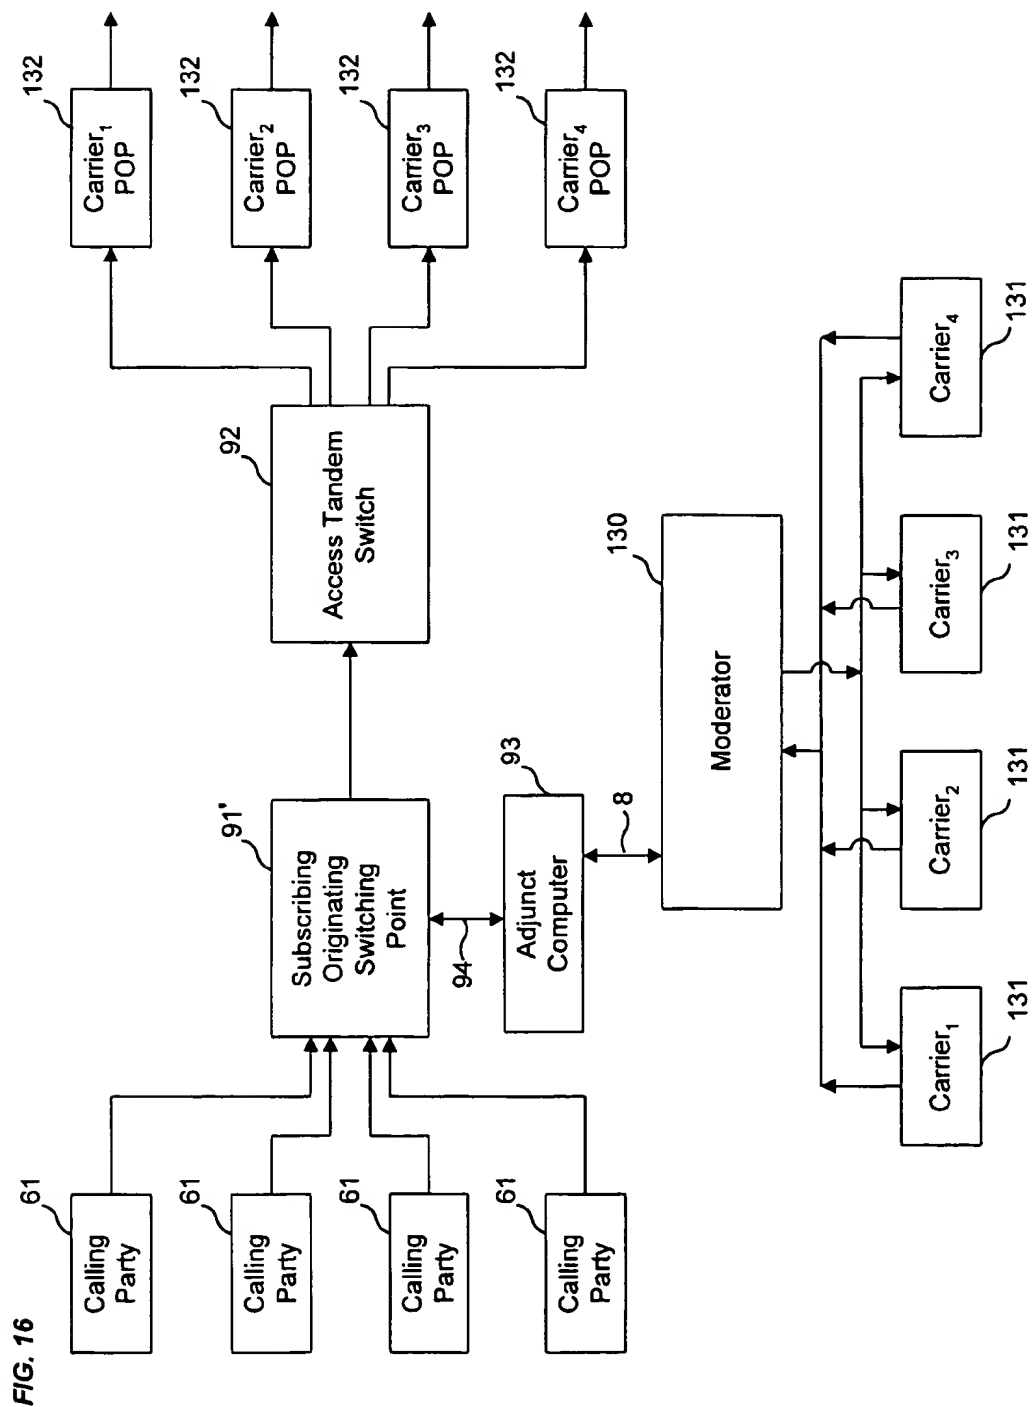 FIG. 16
61
Calling
Party
61
Calling
Party
61
Calling
Party
61
Calling
Party
91'
Subscribing
Originating
Switching
Point
92
Access Tandem
Switch
132
Carrier₁
POP
132
Carrier₂
POP
132
Carrier₃
POP
132
Carrier₄
POP
94
93
Adjunct
Computer
8
130
Moderator
Carrier₁
131
Carrier₂
131
Carrier₃
131
Carrier₄
131